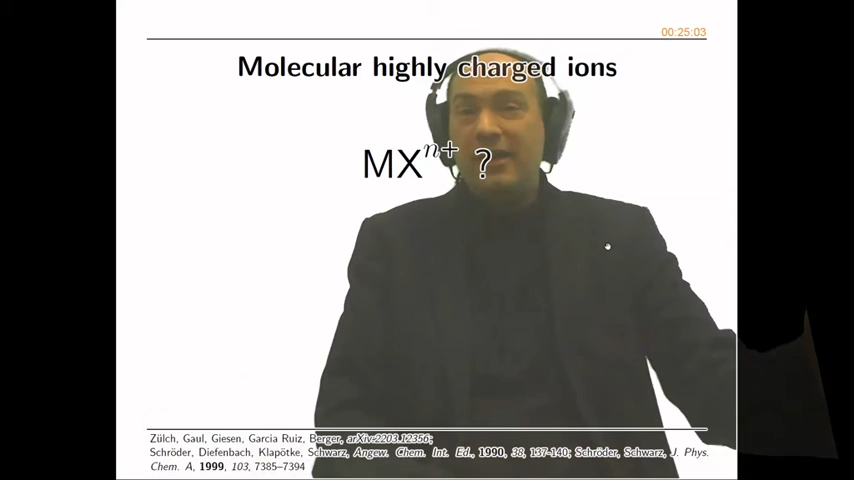 00:25:03
Molecular highly charged ions
MXⁿ⁺ ?
Zülch, Gaul, Giesen, Garcia Ruiz, Berger, arXiv:2203.12356;
Schröder, Diefenbach, Klapötke, Schwarz, Angew. Chem. Int. Ed., 1990, 38, 137-140; Schröder, Schwarz, J. Phys.
Chem. A, 1999, 103, 7385–7394